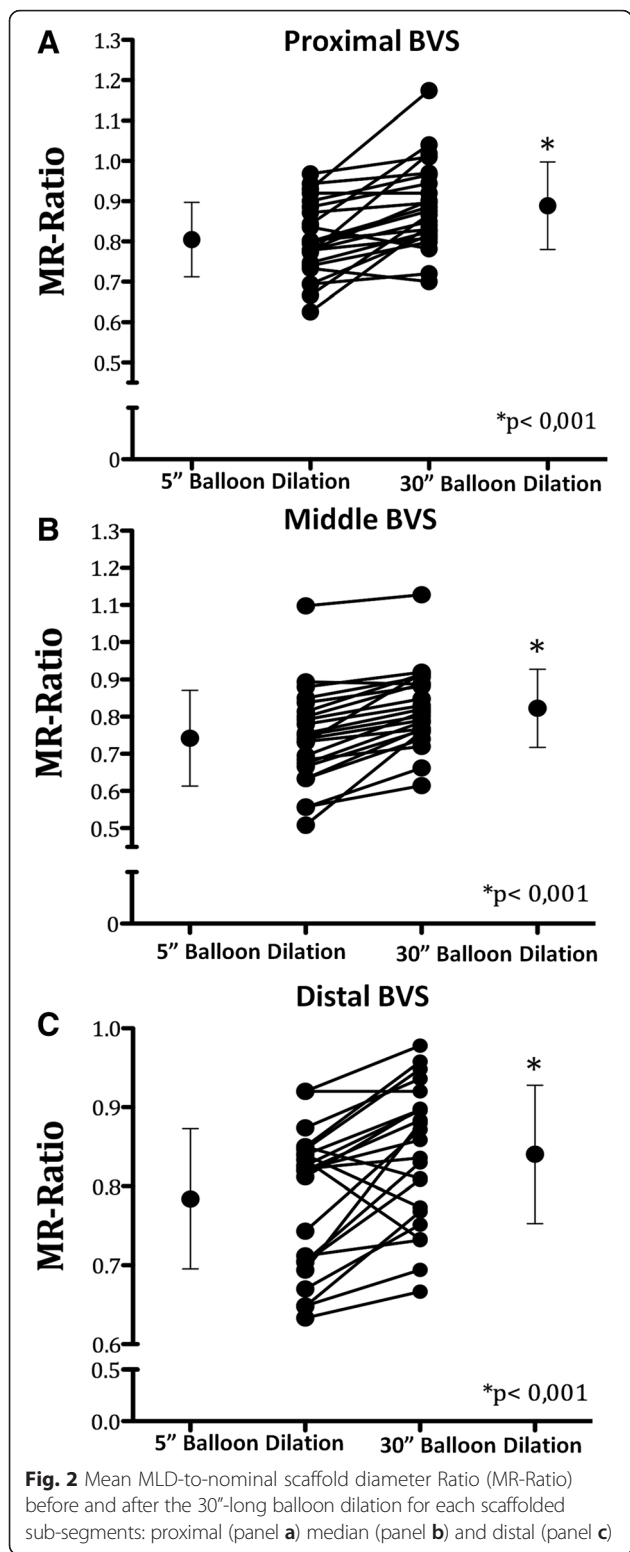 A
Proximal BVS
MR-Ratio
1.3
1.2
1.1
1.0
0.9
0.8
0.7
0.6
0.5
0
*
*p< 0,001
5” Balloon Dilation
30” Balloon Dilation
B
Middle BVS
MR-Ratio
1.3
1.2
1.1
1.0
0.9
0.8
0.7
0.6
0.5
0
*
*p< 0,001
5” Balloon Dilation
30” Balloon Dilation
C
Distal BVS
MR-Ratio
1.0
0.9
0.8
0.7
0.6
0.5
0.0
*
*p< 0,001
5” Balloon Dilation
30” Balloon Dilation
Fig. 2 Mean MLD-to-nominal scaffold diameter Ratio (MR-Ratio)
before and after the 30″-long balloon dilation for each scaffolded
sub-segments: proximal (panel a) median (panel b) and distal (panel c)